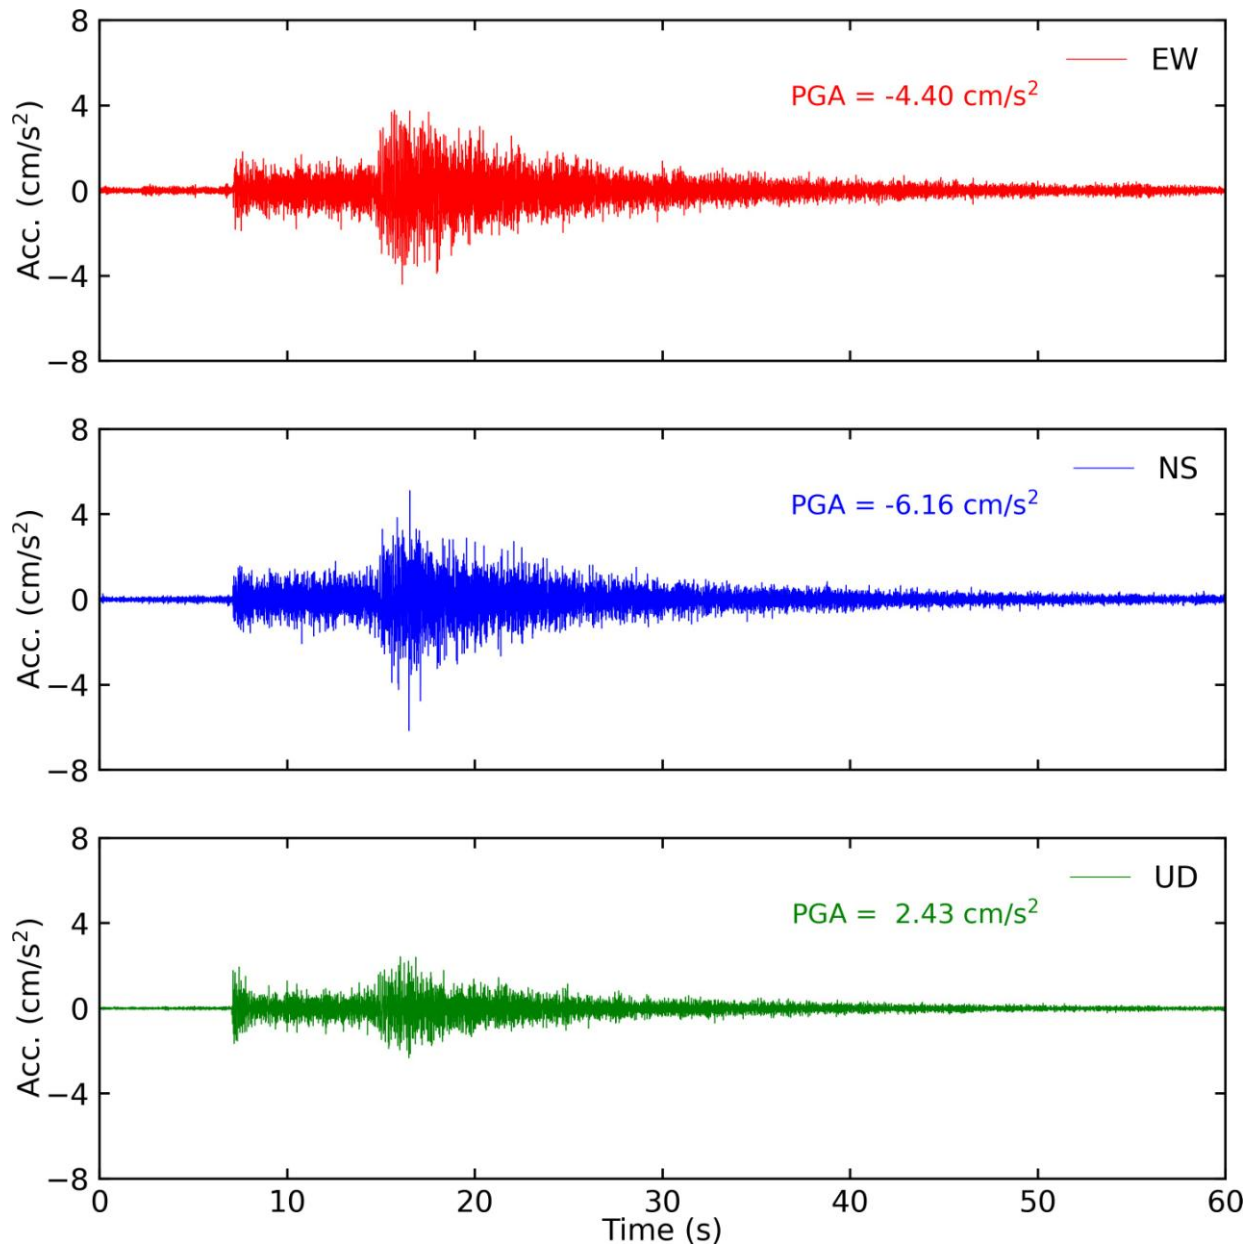 8
4
0
−4
−8
Acc. (cm/s²)
EW
PGA = -4.40 cm/s²
8
4
0
−4
−8
Acc. (cm/s²)
NS
PGA = -6.16 cm/s²
8
4
0
−4
−8
Acc. (cm/s²)
UD
PGA =  2.43 cm/s²
0 10 20 30 40 50 60
Time (s)